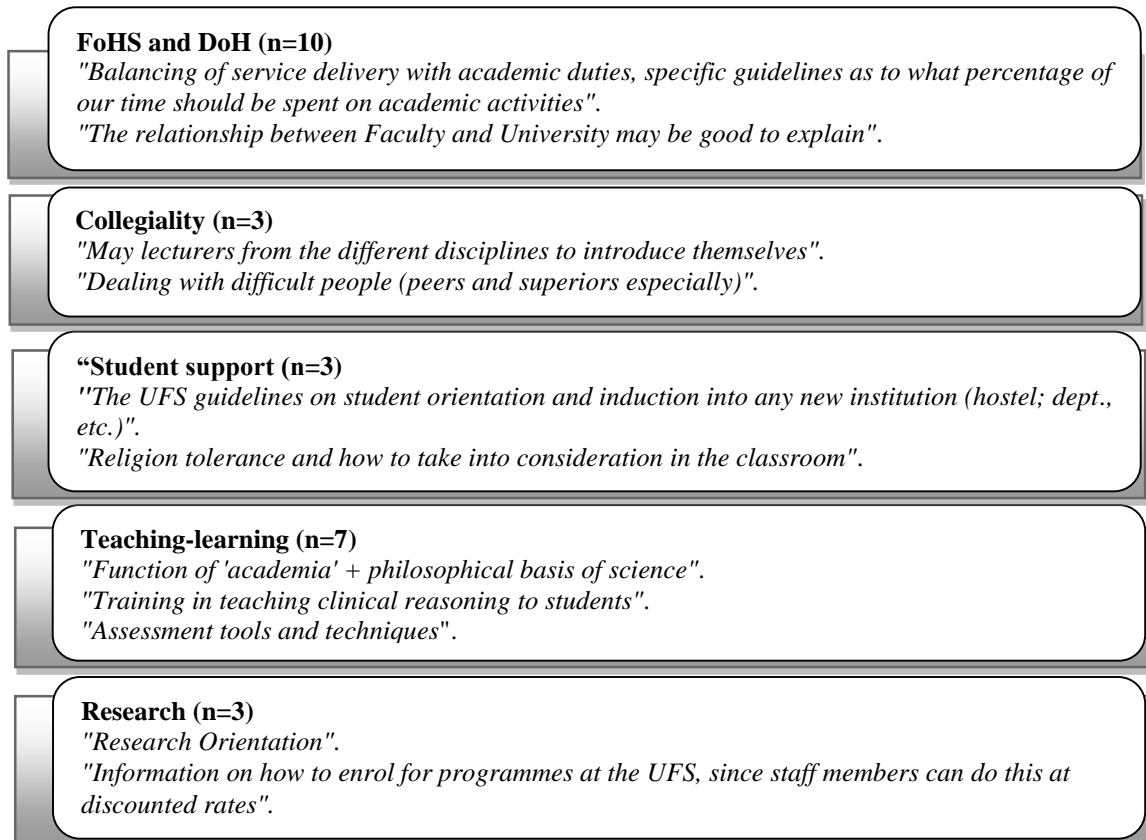 FoHS and DoH (n=10)
"Balancing of service delivery with academic duties, specific guidelines as to what percentage of
our time should be spent on academic activities".
"The relationship between Faculty and University may be good to explain".
Collegiality (n=3)
"May lecturers from the different disciplines to introduce themselves".
"Dealing with difficult people (peers and superiors especially)".
“Student support (n=3)
"The UFS guidelines on student orientation and induction into any new institution (hostel; dept.,
etc.)".
"Religion tolerance and how to take into consideration in the classroom".
Teaching-learning (n=7)
"Function of 'academia' + philosophical basis of science".
"Training in teaching clinical reasoning to students".
"Assessment tools and techniques".
Research (n=3)
"Research Orientation".
"Information on how to enrol for programmes at the UFS, since staff members can do this at
discounted rates".